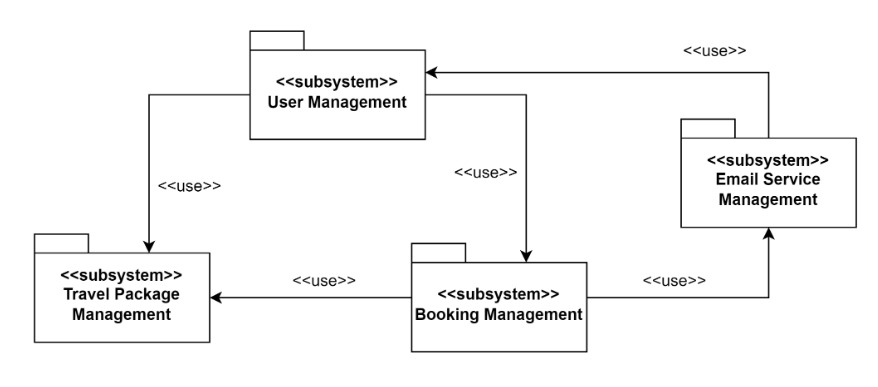 <<use>>
<<subsystem>>
User Management
<<subsystem>>
Email Service
Management
<<use>>
<<use>>
<<subsystem>>
Travel Package
Management
<<use>>
<<subsystem>>
Booking Management
<<use>>